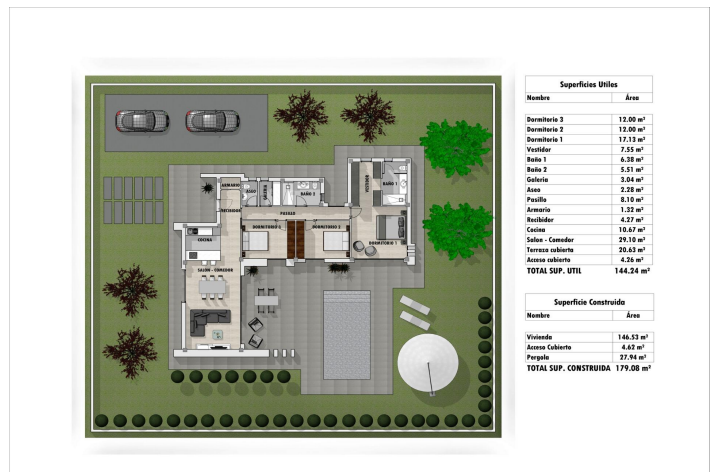 Superficies Utiles
Nombre Área
Dormitorio 3 12.00 m²
Dormitorio 2 12.00 m²
Dormitorio 1 17.13 m²
Vestidor 7.55 m²
Baño 1 6.38 m²
Baño 2 5.51 m²
Galeria 3.04 m²
Aseo 2.28 m²
Pasillo 8.10 m²
Armario 1.32 m²
Recibidor 4.27 m²
Cocina 10.67 m²
Salon - Comedor 29.10 m²
Terraza cubierta 20.63 m²
Acceso cubierto 4.26 m²
TOTAL SUP. UTIL 144.24 m²
Superficie Construida
Nombre Área
Vivienda 146.53 m²
Acceso Cubierto 4.62 m²
Pergola 27.94 m²
TOTAL SUP. CONSTRUIDA 179.08 m²
ARMARIO
ASEO
GALERIA
BAÑO 2
VESTIDOR
BAÑO 1
RECIBIDOR
PASILLO
COCINA
DORMITORIO 3
DORMITORIO 2
DORMITORIO 1
SALON - COMEDOR